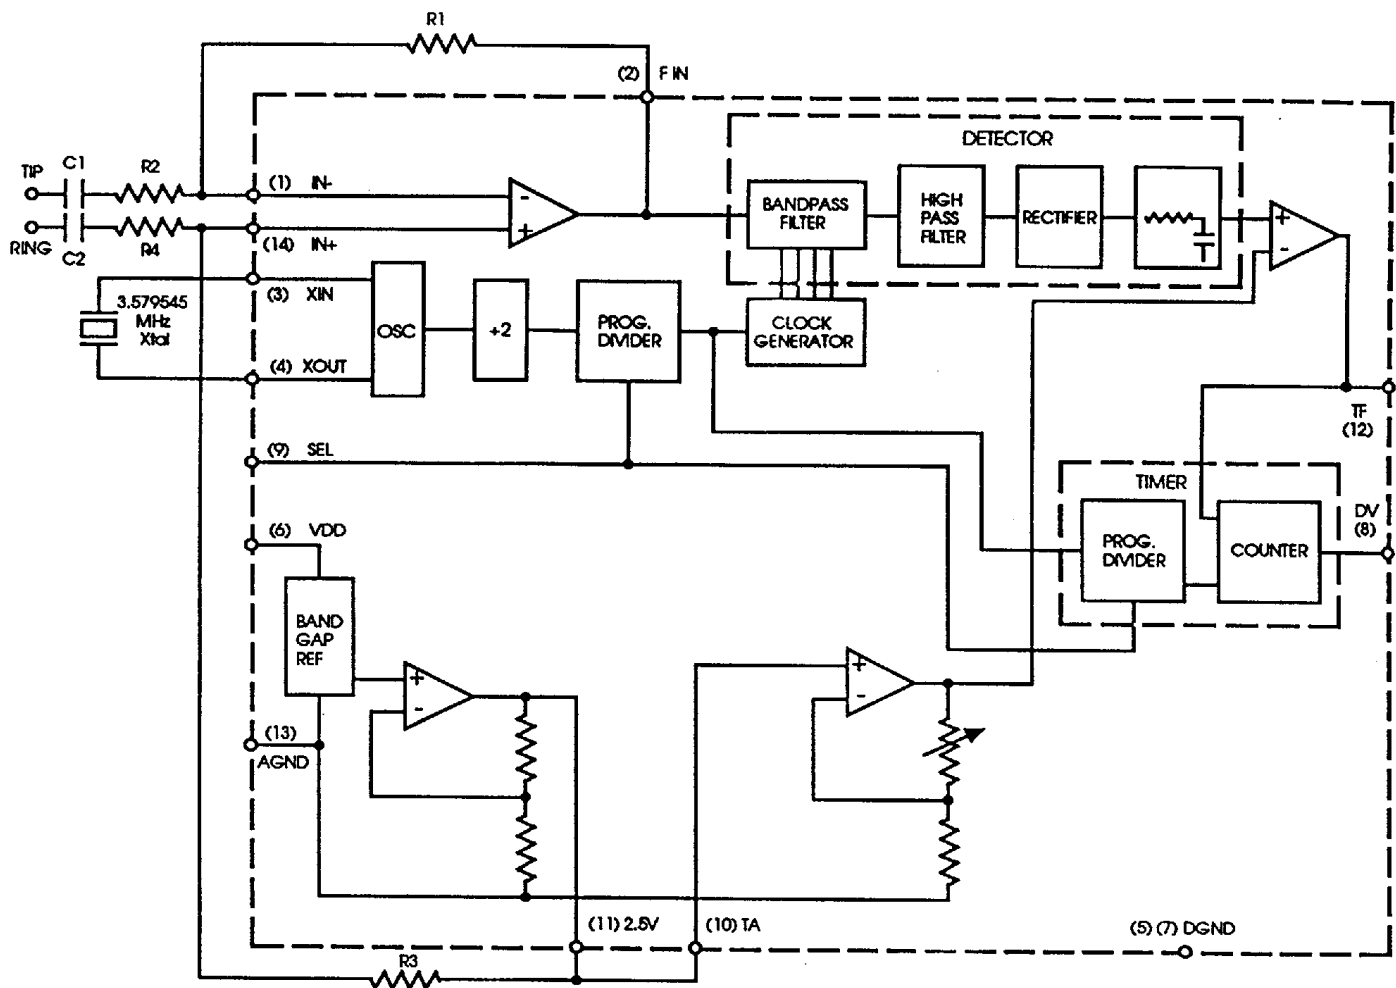 R1
(2) F IN
DETECTOR
TIP
C1
R2
(1) IN-
-
+
BANDPASS
FILTER
HIGH
PASS
FILTER
RECTIFIER
+
-
RING
C2
R4
(14) IN+
(3) XIN
3.579545
MHz
Xtal
OSC
+2
PROG.
DIVIDER
CLOCK
GENERATOR
(4) XOUT
TF
(12)
(9) SEL
TIMER
PROG.
DIVIDER
COUNTER
DV
(8)
(6) VDD
BAND
GAP
REF
+
-
+
-
(13)
AGND
(11) 2.5V
(10) TA
(5) (7) DGND
R3